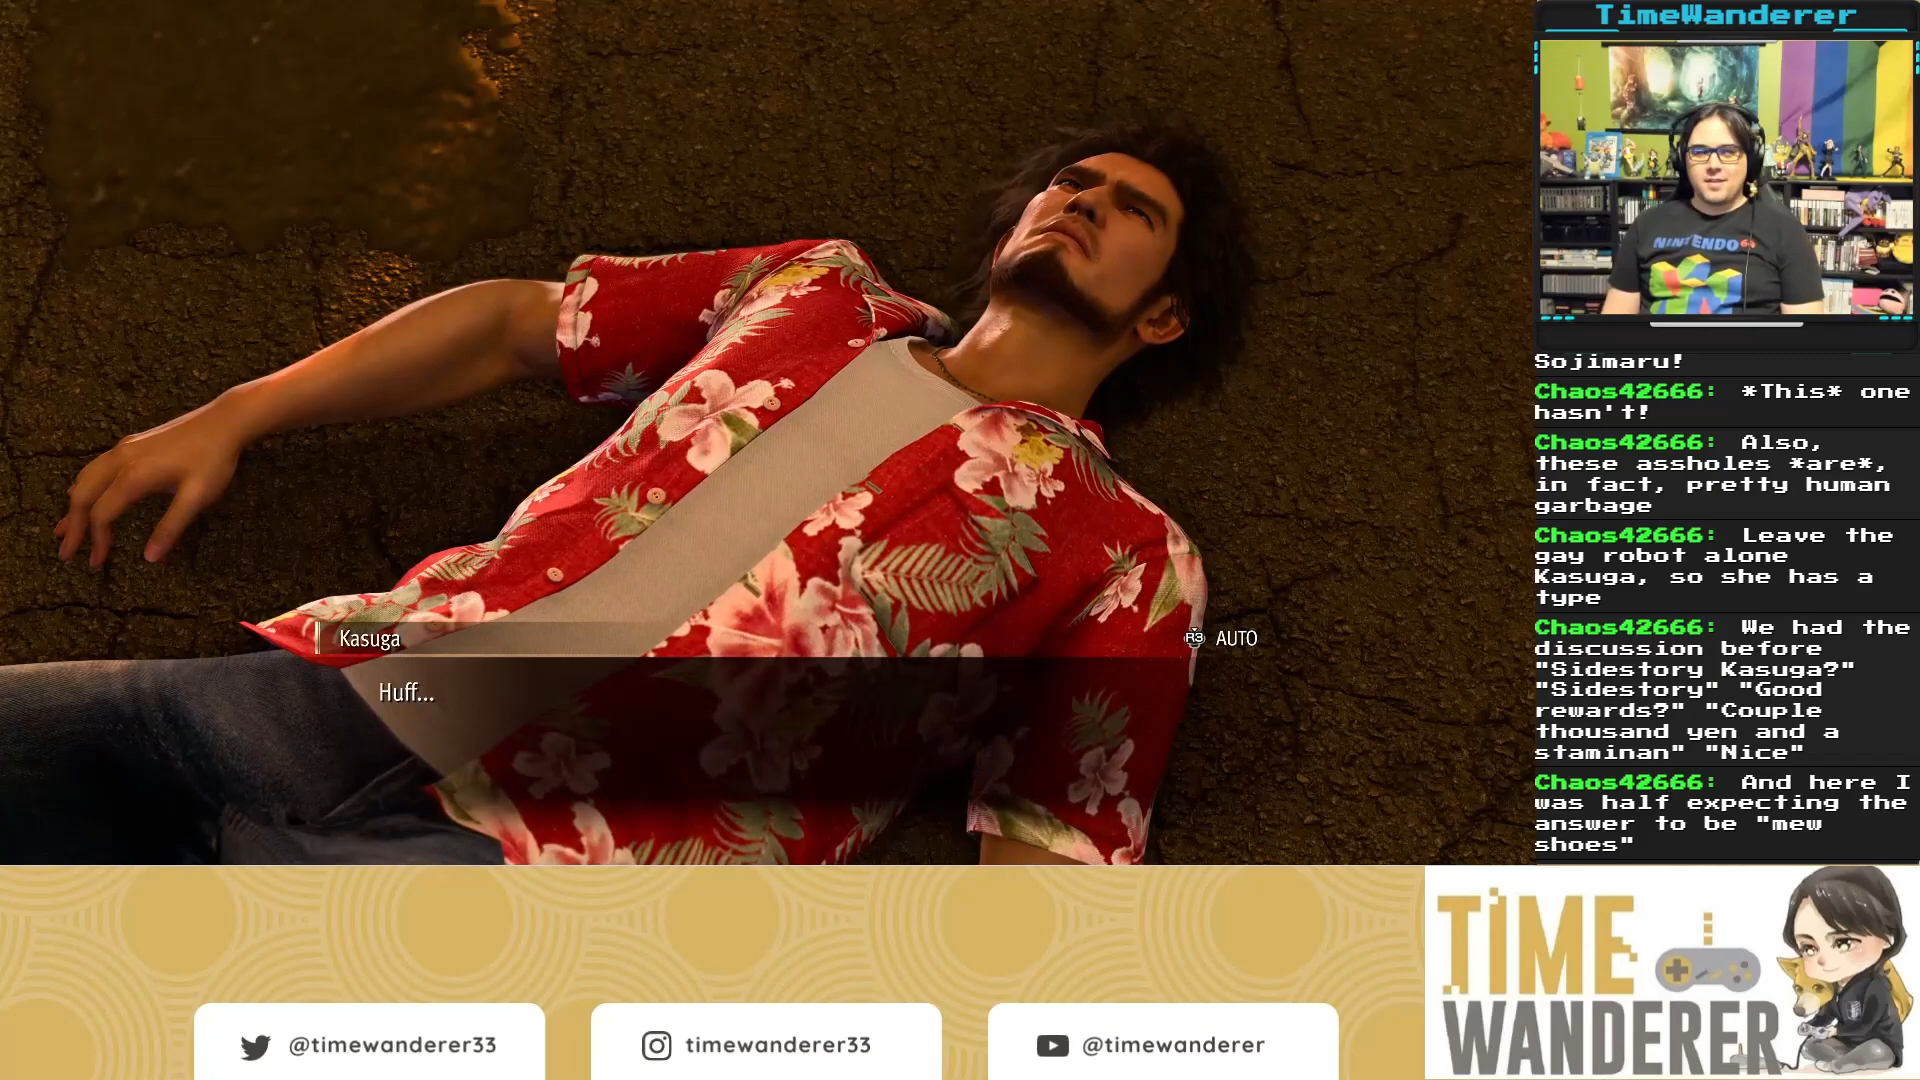 TimeWanderer
NINTENDO 64
Sojimaru!
Chaos42666: *This* one
hasn't!
Chaos42666: Also,
these assholes *are*,
in fact, pretty human
garbage
Chaos42666: Leave the
gay robot alone
Kasuga, so she has a
type
Chaos42666: We had the
discussion before
"Sidestory Kasuga?"
"Sidestory" "Good
rewards?" "Couple
thousand yen and a
staminan" "Nice"
Chaos42666: And here I
was half expecting the
answer to be "mew
shoes"
Kasuga
R3 AUTO
Huff...
TIME
WANDERER
@timewanderer33
timewanderer33
@timewanderer